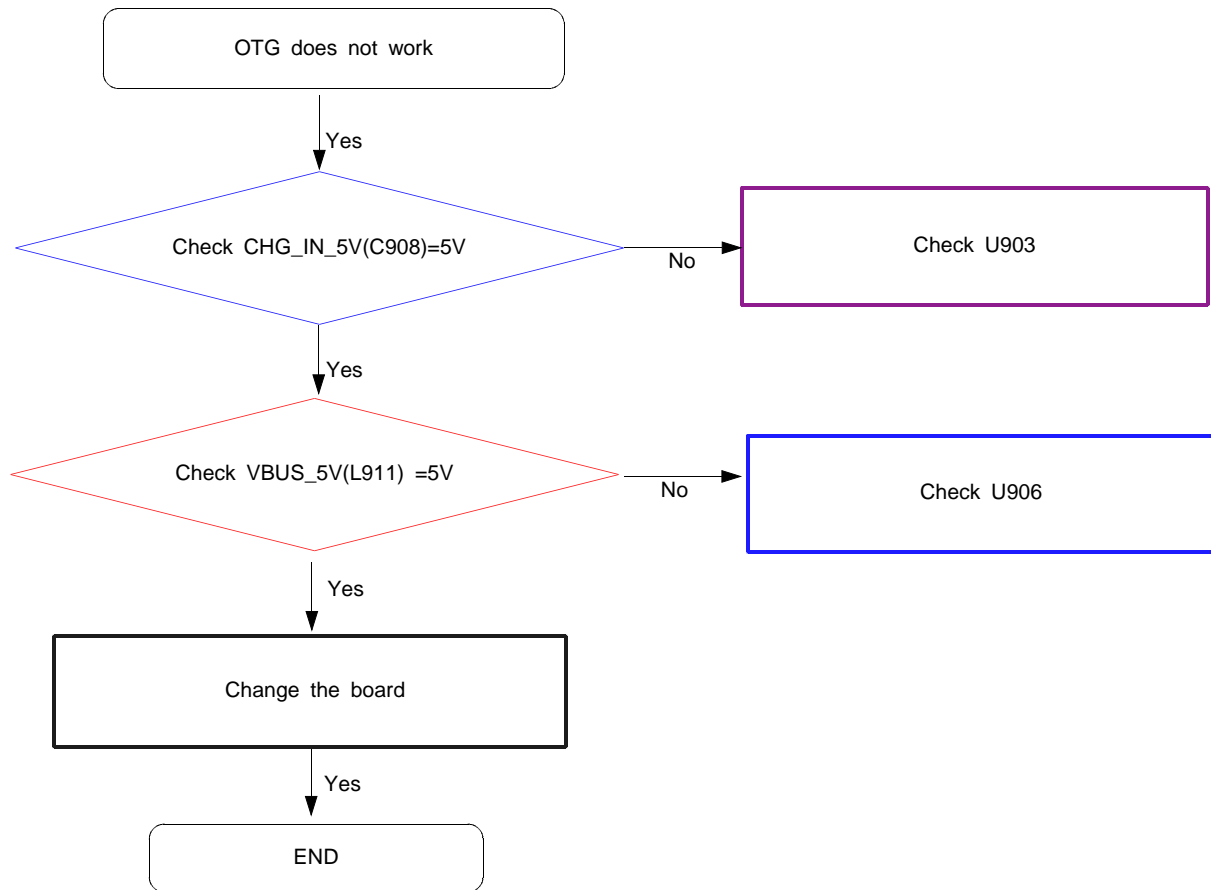 OTG does not work
Yes
Check CHG_IN_5V(C908)=5V
No
Check U903
Yes
Check VBUS_5V(L911) =5V
No
Check U906
Yes
Change the board
Yes
END